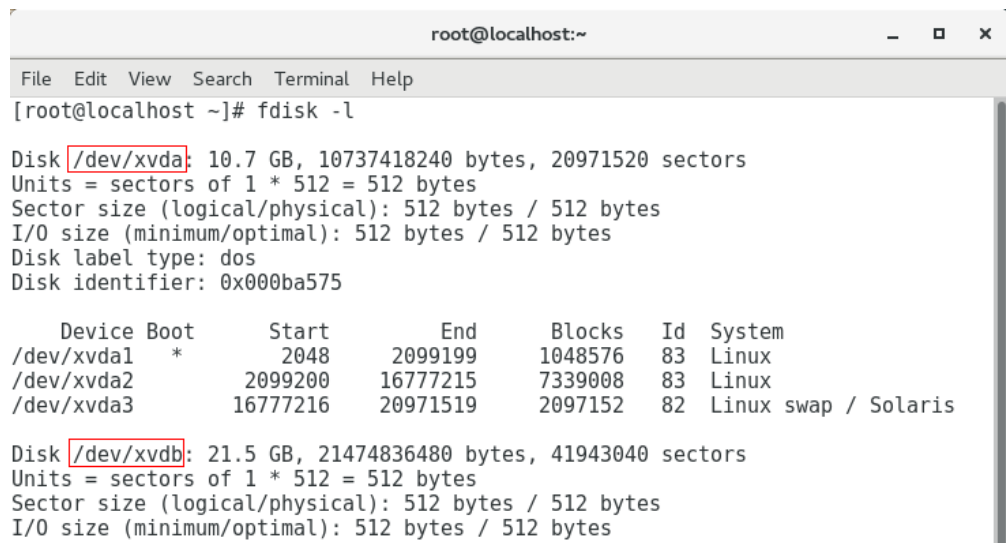 root@localhost:~
File Edit View Search Terminal Help
[root@localhost ~]# fdisk -l
Disk /dev/xvda: 10.7 GB, 10737418240 bytes, 20971520 sectors
Units = sectors of 1 * 512 = 512 bytes
Sector size (logical/physical): 512 bytes / 512 bytes
I/O size (minimum/optimal): 512 bytes / 512 bytes
Disk label type: dos
Disk identifier: 0x000ba575
Device Boot Start End Blocks Id System
/dev/xvda1 * 2048 2099199 1048576 83 Linux
/dev/xvda2 2099200 16777215 7339008 83 Linux
/dev/xvda3 16777216 20971519 2097152 82 Linux swap / Solaris
Disk /dev/xvdb: 21.5 GB, 21474836480 bytes, 41943040 sectors
Units = sectors of 1 * 512 = 512 bytes
Sector size (logical/physical): 512 bytes / 512 bytes
I/O size (minimum/optimal): 512 bytes / 512 bytes